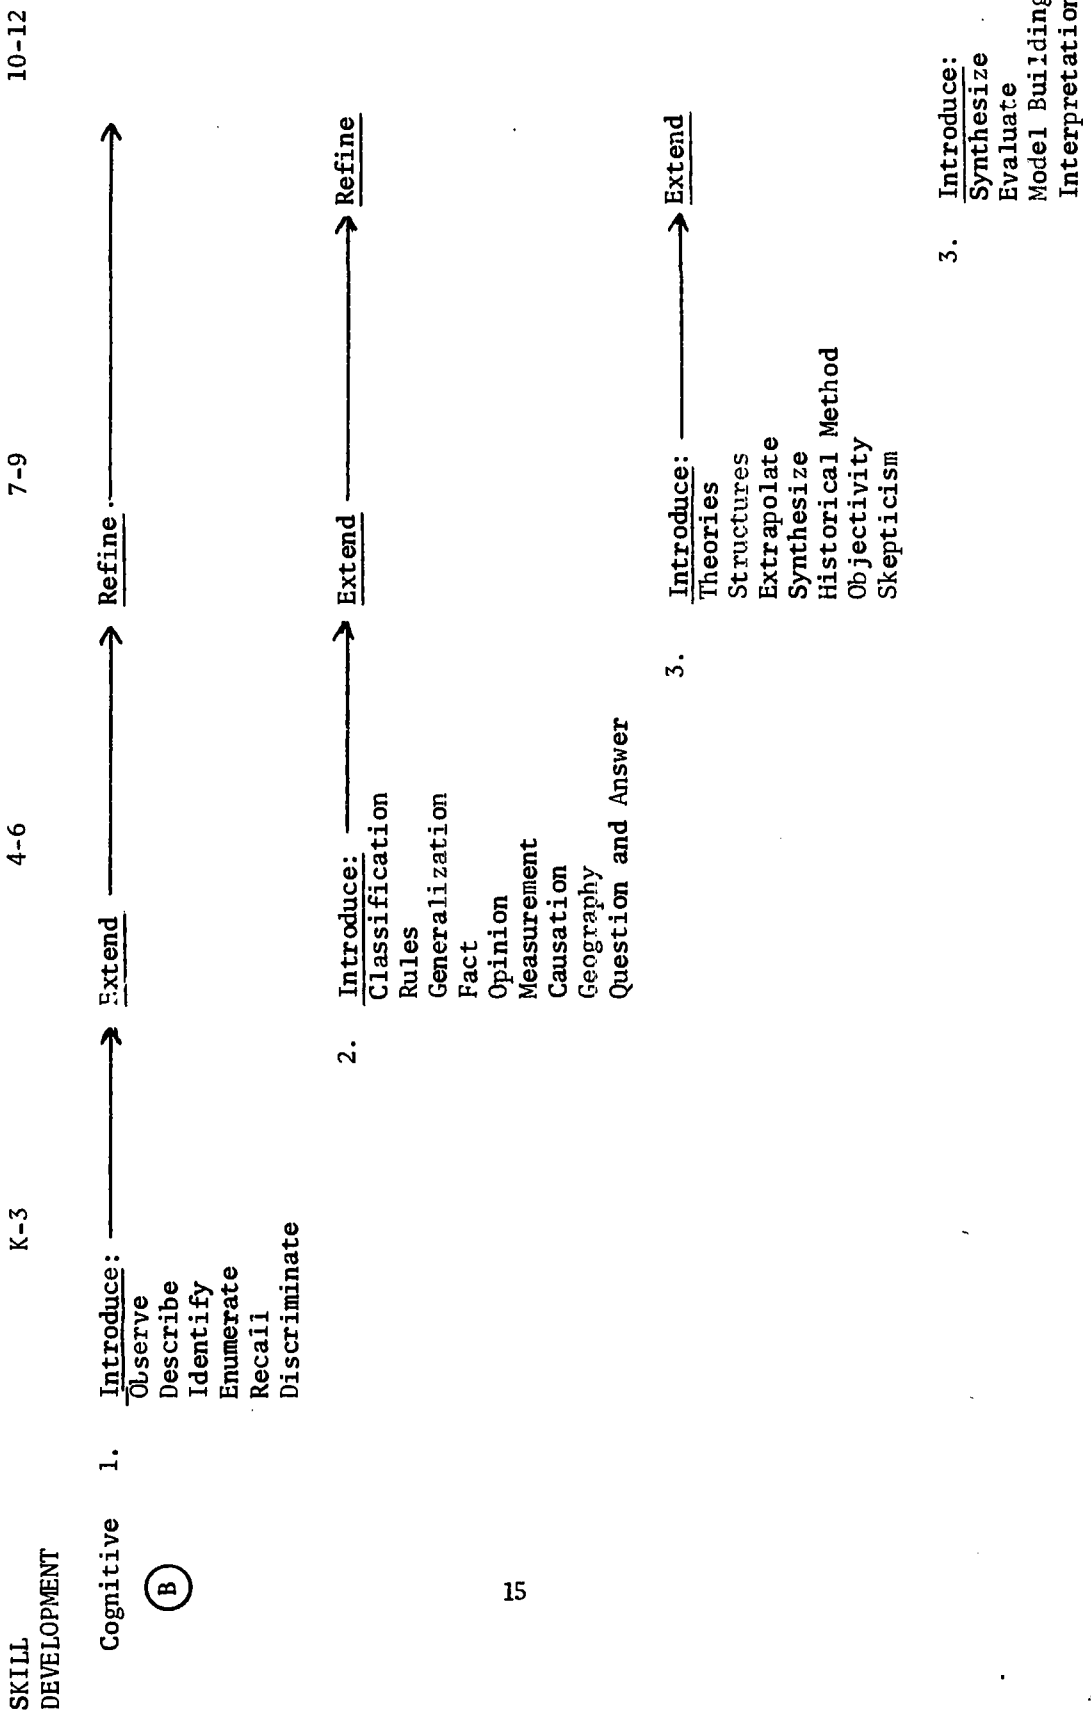 SKILL DEVELOPMENT K-3 4-6 7-9 10-12
Cognitive 1. Introduce: Extend Refine
B
Observe
Describe
Identify
Enumerate
Recall
Discriminate
2. Introduce: Extend Refine
Classification
Rules
Generalization
Fact
Opinion
Measurement
Causation
Geography
Question and Answer
15
3. Introduce: Extend
Theories
Structures
Extrapolate
Synthesize
Historical Method
Objectivity
Skepticism
3. Introduce:
Synthesize
Evaluate
Model Building
Interpretation